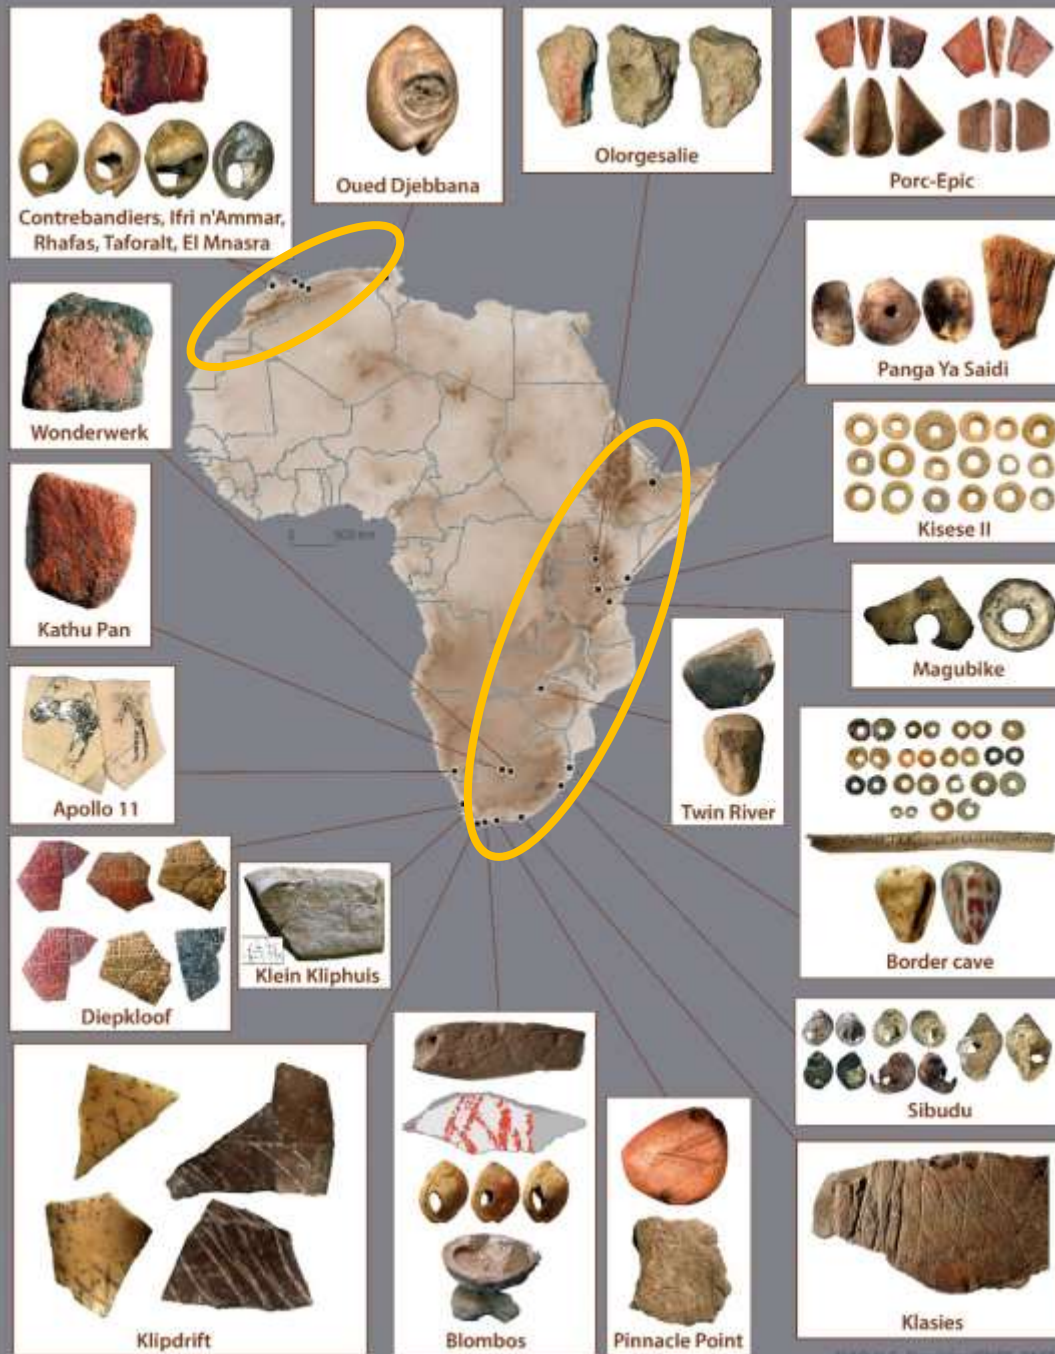 Contrebandiers, Ifri n'Ammar,
Rhafas, Taforalt, El Mnasra
Oued Djebbana
Olorgesalie
Porc-Epic
Panga Ya Saidi
Wonderwerk
Kisese II
Kathu Pan
Magubike
Apollo 11
Twin River
Border cave
Diepkloof
Klein Kliphuis
Sibudu
Klipdrift
Blombos
Pinnacle Point
Klasies